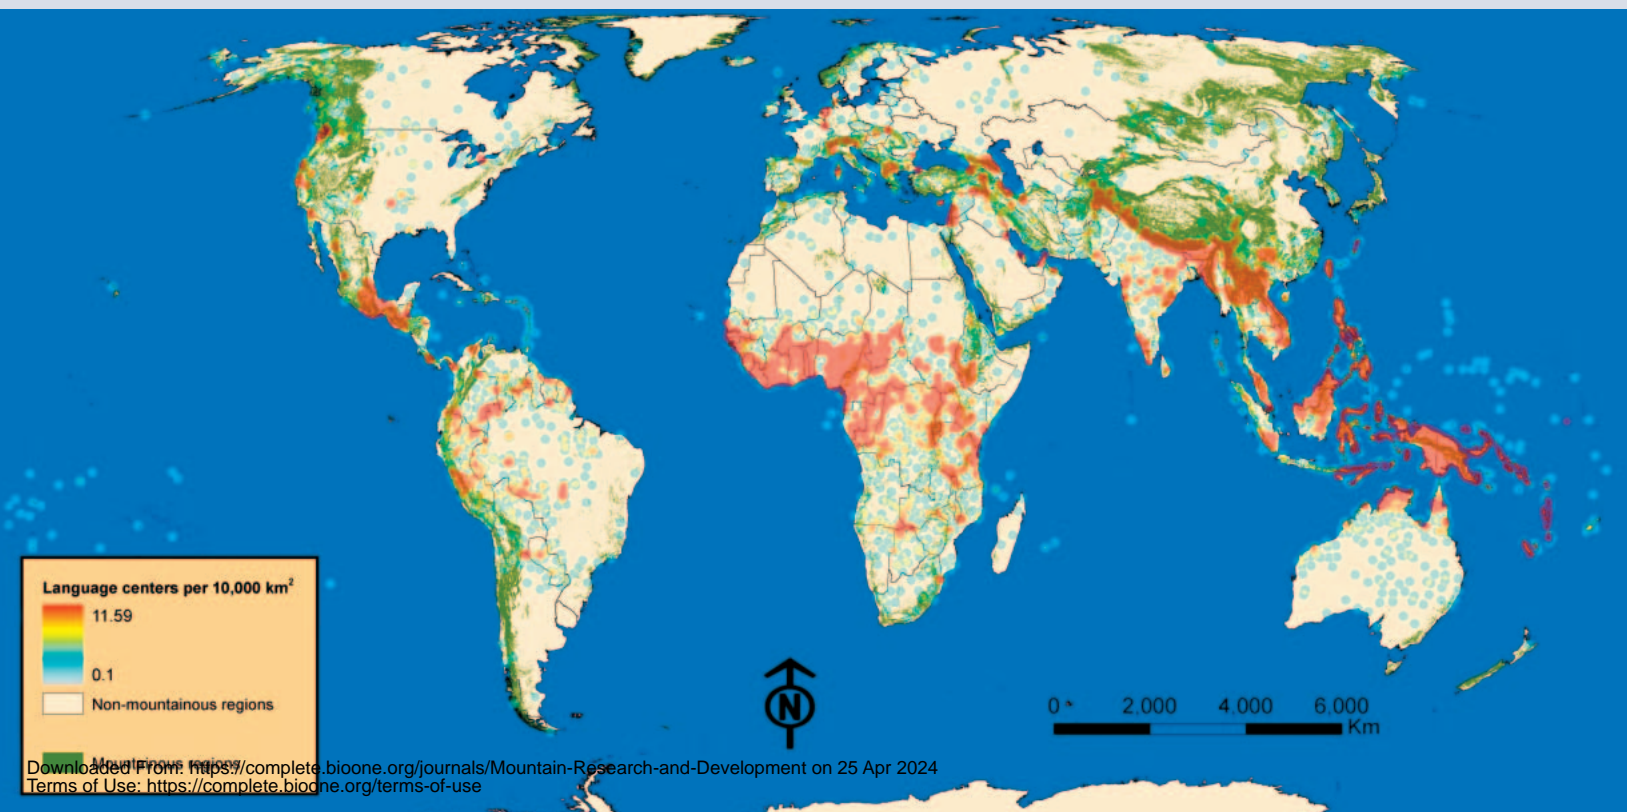 Language centers per 10,000 km²
11.59
0.1
Non-mountainous regions
Mountainous regions
N
0 2,000 4,000 6,000
Km
Downloaded From: https://complete.bioone.org/journals/Mountain-Research-and-Development on 25 Apr 2024
Terms of Use: https://complete.bioone.org/terms-of-use